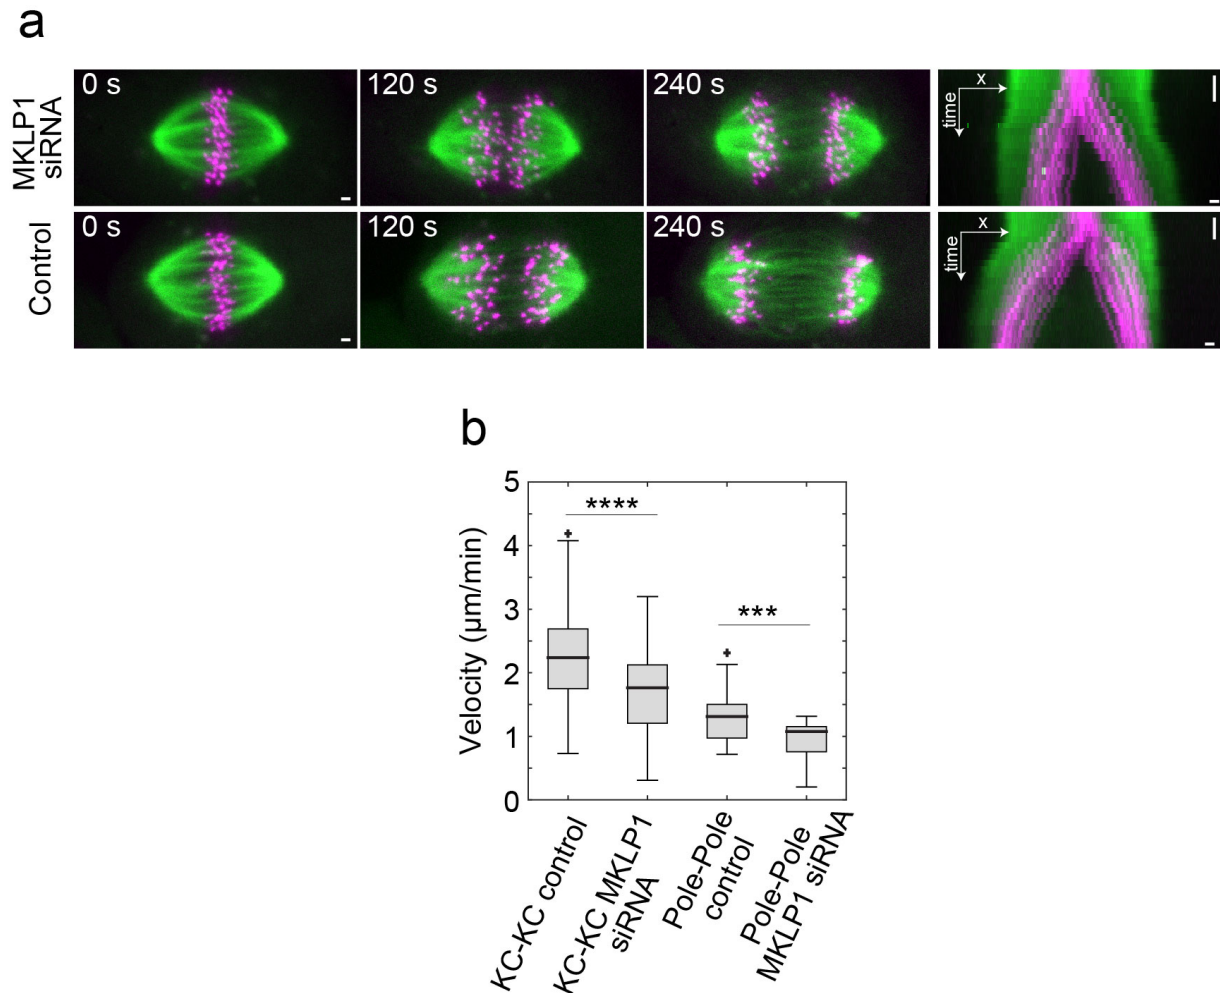 a
MKLP1
siRNA
0 s
120 s
240 s
x
time
Control
0 s
120 s
240 s
x
time
b
Velocity (µm/min)
5
4
3
2
1
0
****
***
KC-KC control
KC-KC MKLP1
siRNA
Pole-Pole
control
Pole-Pole
MKLP1 siRNA